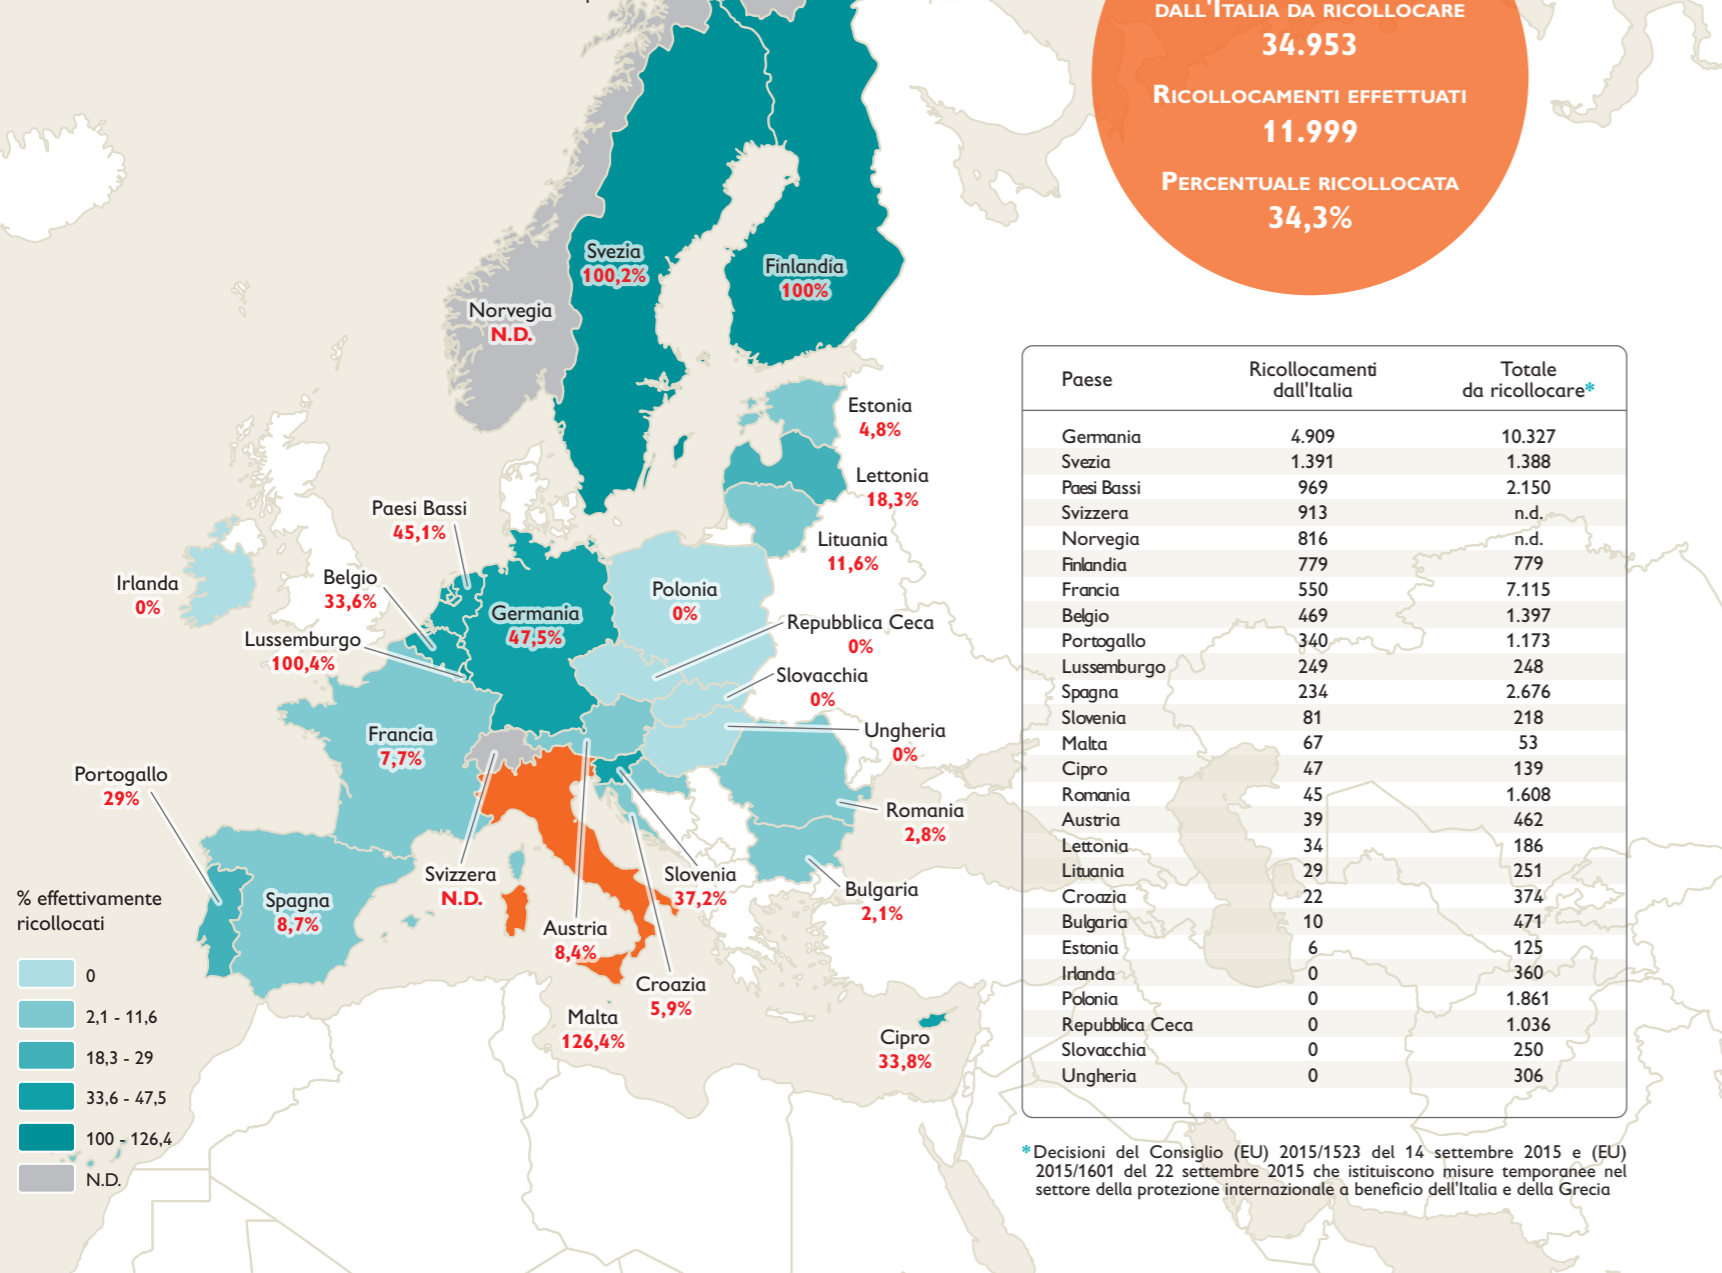 DALL'ITALIA DA RICOLLOCARE
34.953
RICOLLOCAMENTI EFFETTUATI
11.999
PERCENTUALE RICOLLOCATA
34,3%
Svezia
100,2%
Finlandia
100%
Norvegia
N.D.
Estonia
4,8%
Lettonia
18,3%
Lituania
11,6%
Paesi Bassi
45,1%
Irlanda
0%
Belgio
33,6%
Lussemburgo
100,4%
Germania
47,5%
Polonia
0%
Repubblica Ceca
0%
Slovacchia
0%
Ungheria
0%
Francia
7,7%
Portogallo
29%
Romania
2,8%
Bulgaria
2,1%
Svizzera
N.D.
Slovenia
37,2%
Spagna
8,7%
Austria
8,4%
Croazia
5,9%
Malta
126,4%
Cipro
33,8%
% effettivamente
ricollocati
0
2,1 - 11,6
18,3 - 29
33,6 - 47,5
100 - 126,4
N.D.
Paese Ricollocamenti dall'Italia Totale da ricollocare*
Germania 4.909 10.327
Svezia 1.391 1.388
Paesi Bassi 969 2.150
Svizzera 913 n.d.
Norvegia 816 n.d.
Finlandia 779 779
Francia 550 7.115
Belgio 469 1.397
Portogallo 340 1.173
Lussemburgo 249 248
Spagna 234 2.676
Slovenia 81 218
Malta 67 53
Cipro 47 139
Romania 45 1.608
Austria 39 462
Lettonia 34 186
Lituania 29 251
Croazia 22 374
Bulgaria 10 471
Estonia 6 125
Irlanda 0 360
Polonia 0 1.861
Repubblica Ceca 0 1.036
Slovacchia 0 250
Ungheria 0 306
*Decisioni del Consiglio (EU) 2015/1523 del 14 settembre 2015 e (EU)
2015/1601 del 22 settembre 2015 che istituiscono misure temporanee nel
settore della protezione internazionale a beneficio dell'Italia e della Grecia